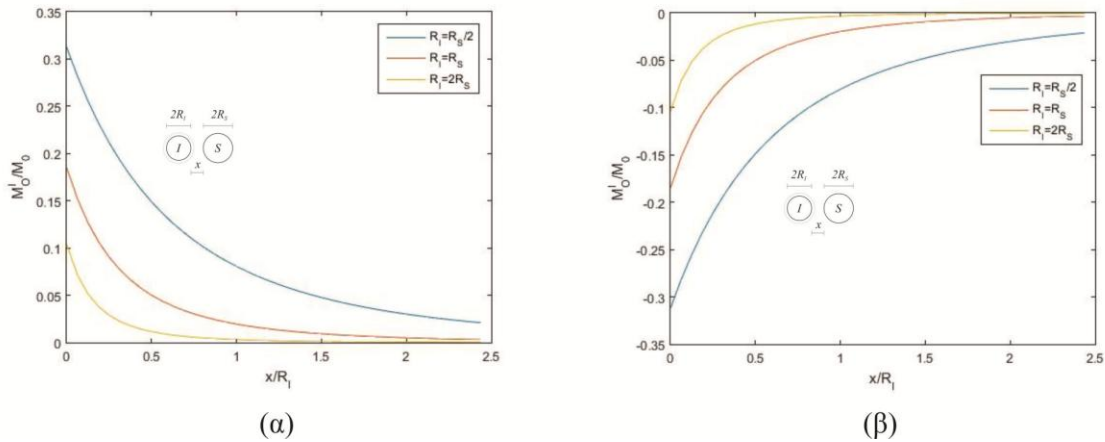 0.35
0.3
0.25
0.2
0.15
0.1
0.05
0
M_O^I/M_0
0
0.5
1
1.5
2
2.5
x/R_I
R_I=R_S/2
R_I=R_S
R_I=2R_S
2R_I 2R_S
I S
x
(α)
0
-0.05
-0.1
-0.15
-0.2
-0.25
-0.3
-0.35
M_O^I/M_0
0
0.5
1
1.5
2
2.5
x/R_I
R_I=R_S/2
R_I=R_S
R_I=2R_S
2R_I 2R_S
I S
x
(β)